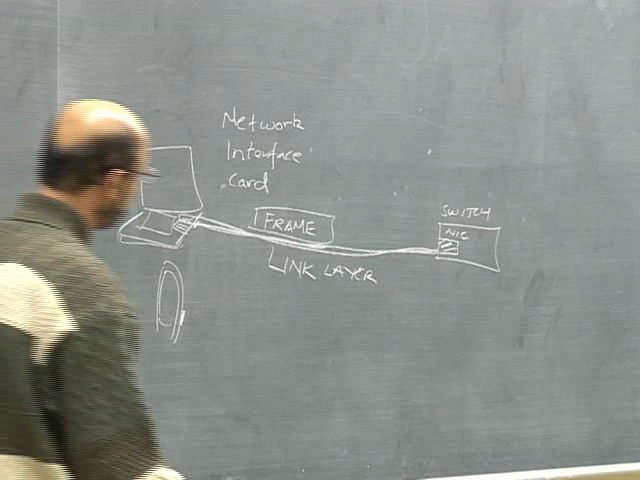 Network
Interface
Card
FRAME
SWITCH
NIC
LINK LAYER